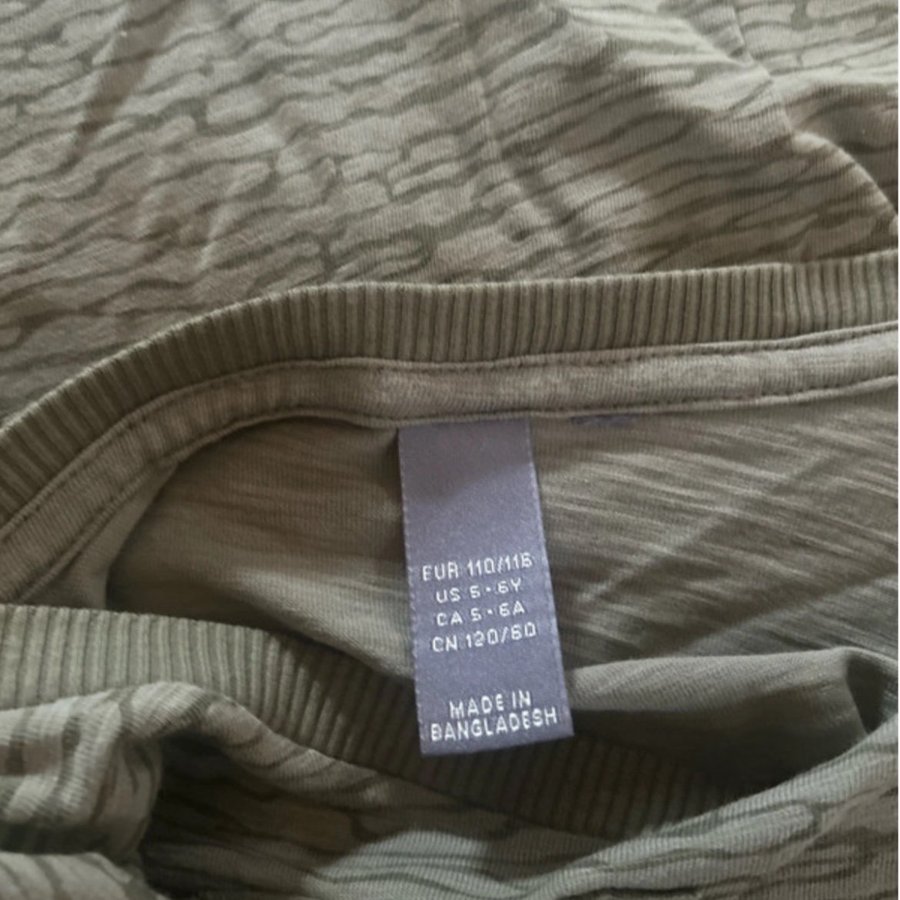 EUR 110/116
US 5-6Y
CA 5-6A
CN 120/60
MADE IN
BANGLADESH